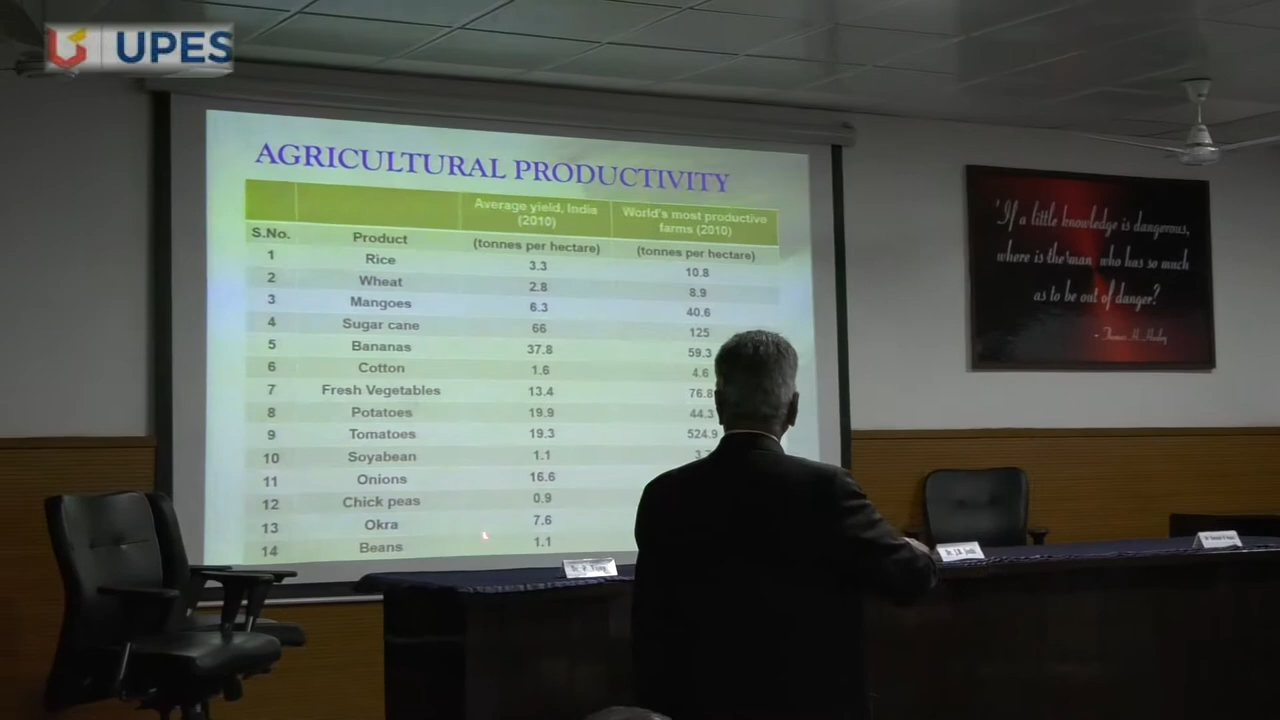 UPES
AGRICULTURAL PRODUCTIVITY
Average yield, India (2010) World's most productive farms (2010)
S.No. Product (tonnes per hectare) (tonnes per hectare)
1 Rice 3.3 10.8
2 Wheat 2.8 8.9
3 Mangoes 6.3 40.6
4 Sugar cane 66 125
5 Bananas 37.8 59.3
6 Cotton 1.6 4.6
7 Fresh Vegetables 13.4 76.8
8 Potatoes 19.9 44.3
9 Tomatoes 19.3 524.9
10 Soyabean 1.1
11 Onions 16.6
12 Chick peas 0.9
13 Okra 7.6
14 Beans 1.1
'If a little knowledge is dangerous,
where is the man who has so much
as to be out of danger?
- Thomas H. Huxley
Dr.
Dr. J.B. Joshi